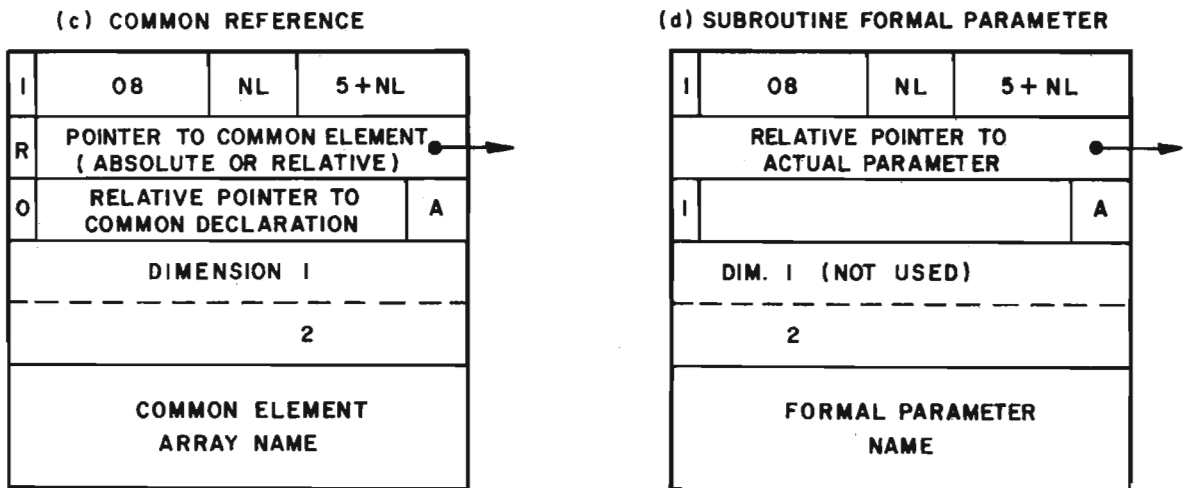 (c) COMMON REFERENCE
I 08 NL 5+NL
R POINTER TO COMMON ELEMENT
(ABSOLUTE OR RELATIVE)
O RELATIVE POINTER TO A
COMMON DECLARATION
DIMENSION I
2
COMMON ELEMENT
ARRAY NAME
(d) SUBROUTINE FORMAL PARAMETER
I 08 NL 5+NL
RELATIVE POINTER TO
ACTUAL PARAMETER
I A
DIM. I (NOT USED)
2
FORMAL PARAMETER
NAME